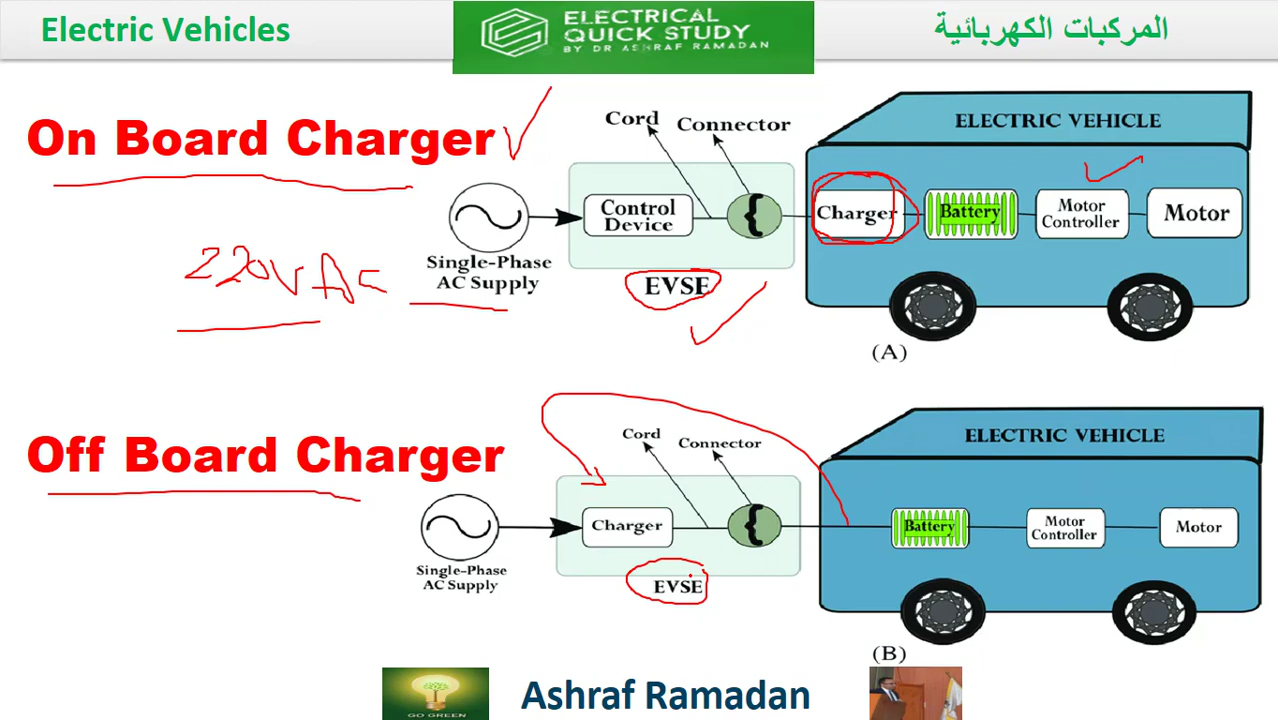 Electric Vehicles
ELECTRICAL
QUICK STUDY
BY DR ASHRAF RAMADAN
المركبات الكهربائية
On Board Charger
220V AC
Single-Phase
AC Supply
Control
Device
Cord
Connector
EVSE
ELECTRIC VEHICLE
Charger
Battery
Motor
Controller
Motor
(A)
Off Board Charger
Single-Phase
AC Supply
Charger
Cord
Connector
EVSE
ELECTRIC VEHICLE
Battery
Motor
Controller
Motor
(B)
GO GREEN
Ashraf Ramadan